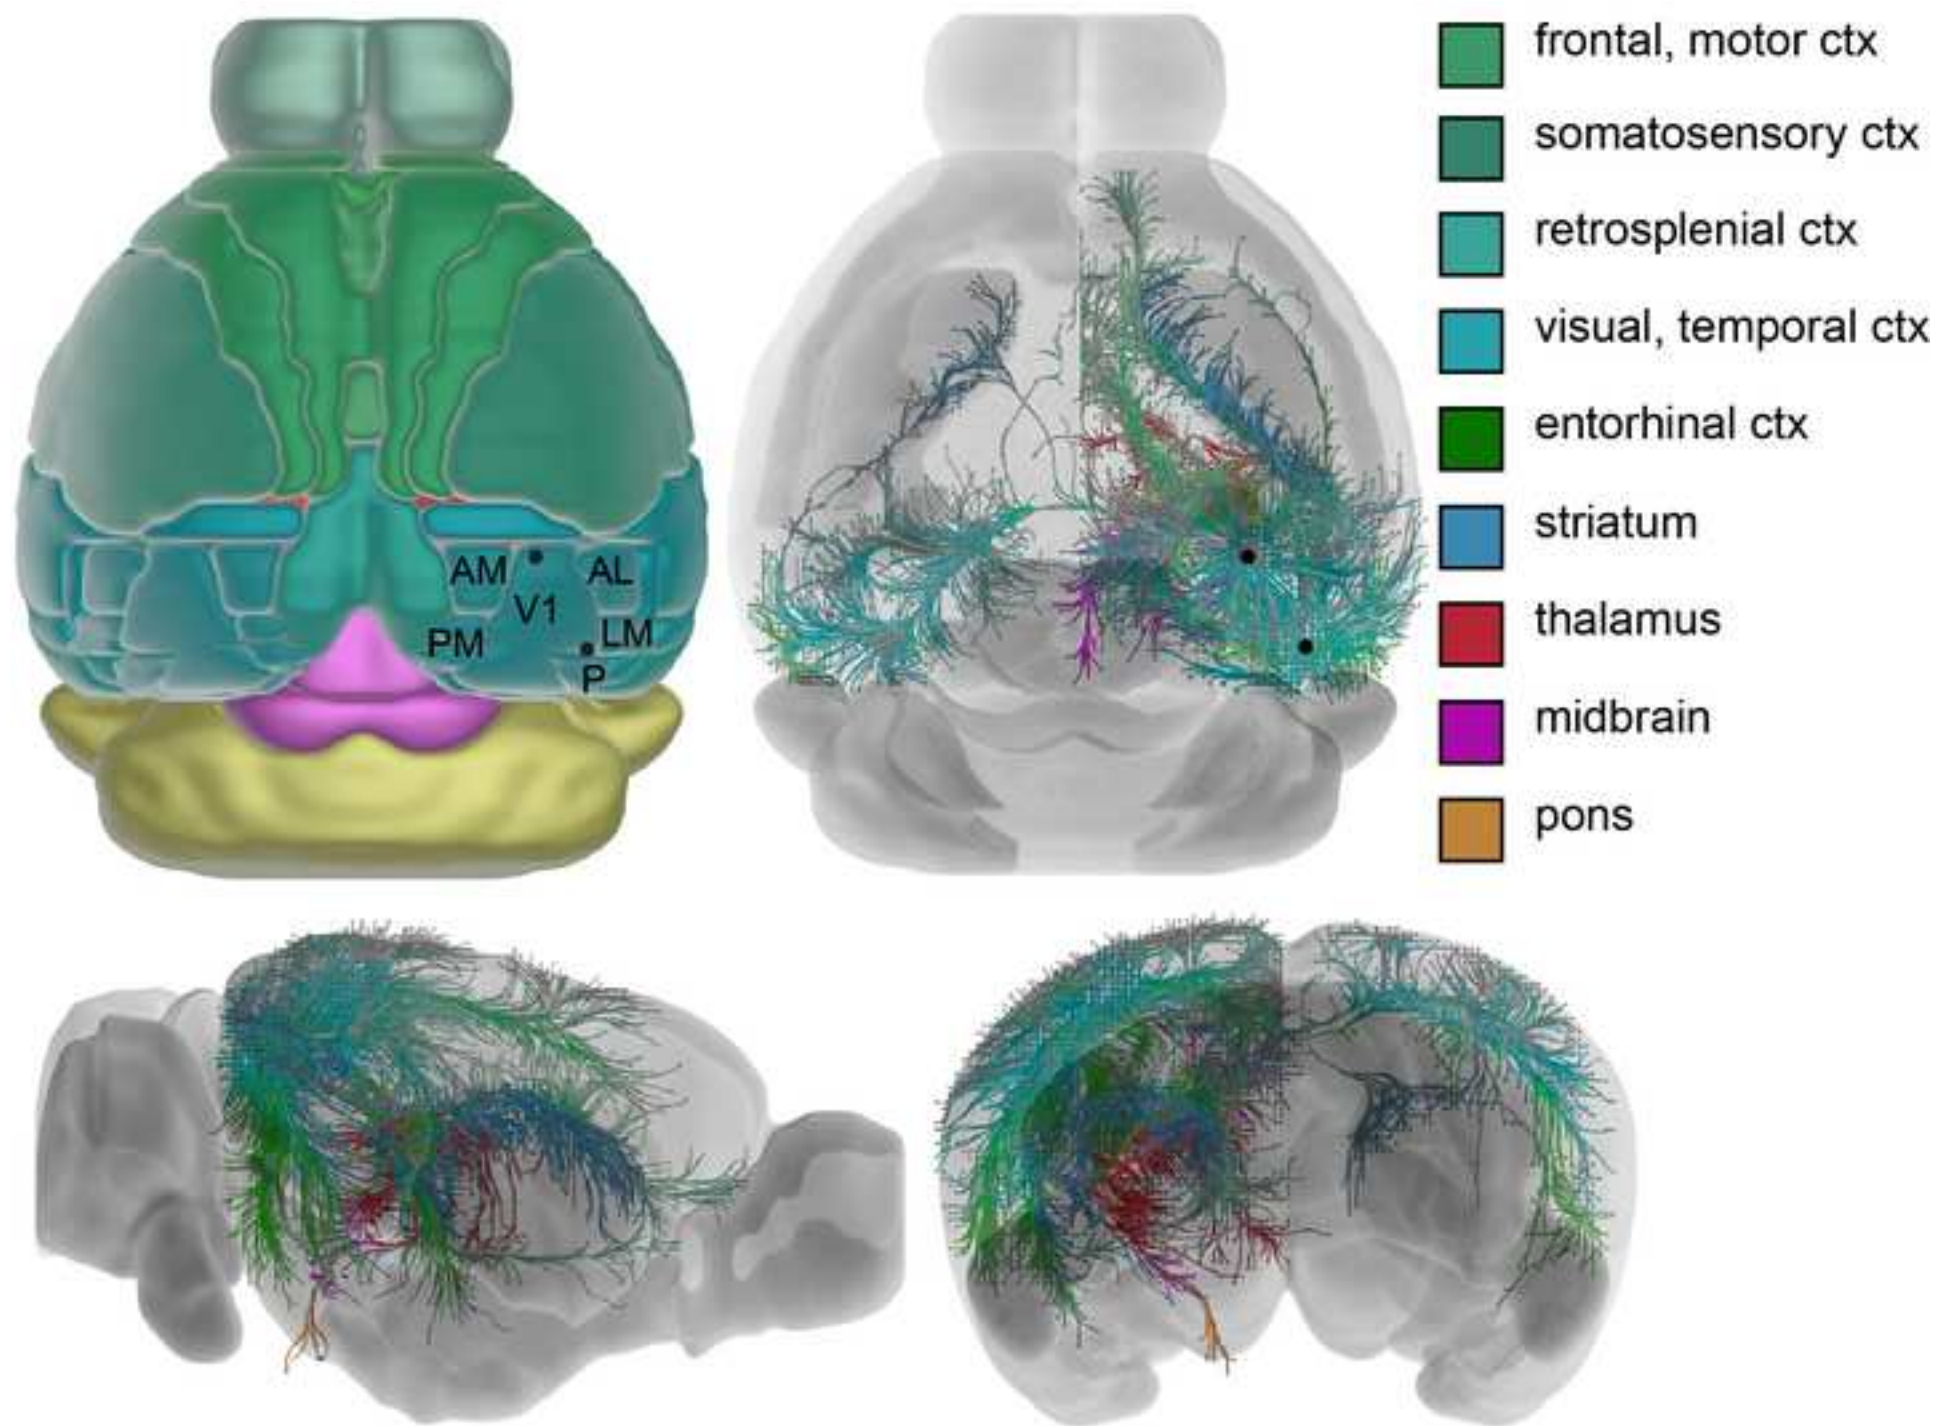 frontal, motor ctx
somatosensory ctx
retrosplenial ctx
visual, temporal ctx
entorhinal ctx
striatum
thalamus
midbrain
pons
AM
AL
V1
PM
LM
P